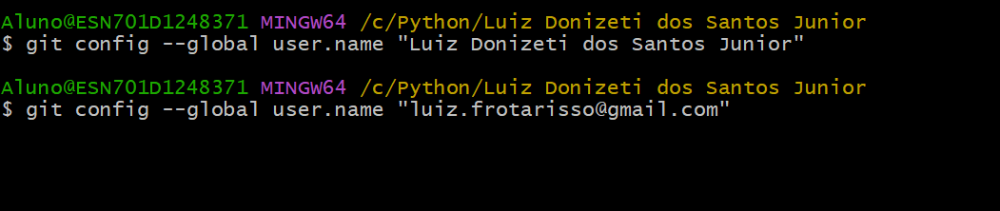 Aluno@ESN701D1248371 MINGW64 /c/Python/Luiz Donizeti dos Santos Junior
$ git config --global user.name "Luiz Donizeti dos Santos Junior"
Aluno@ESN701D1248371 MINGW64 /c/Python/Luiz Donizeti dos Santos Junior
$ git config --global user.name "luiz.frotarisso@gmail.com"